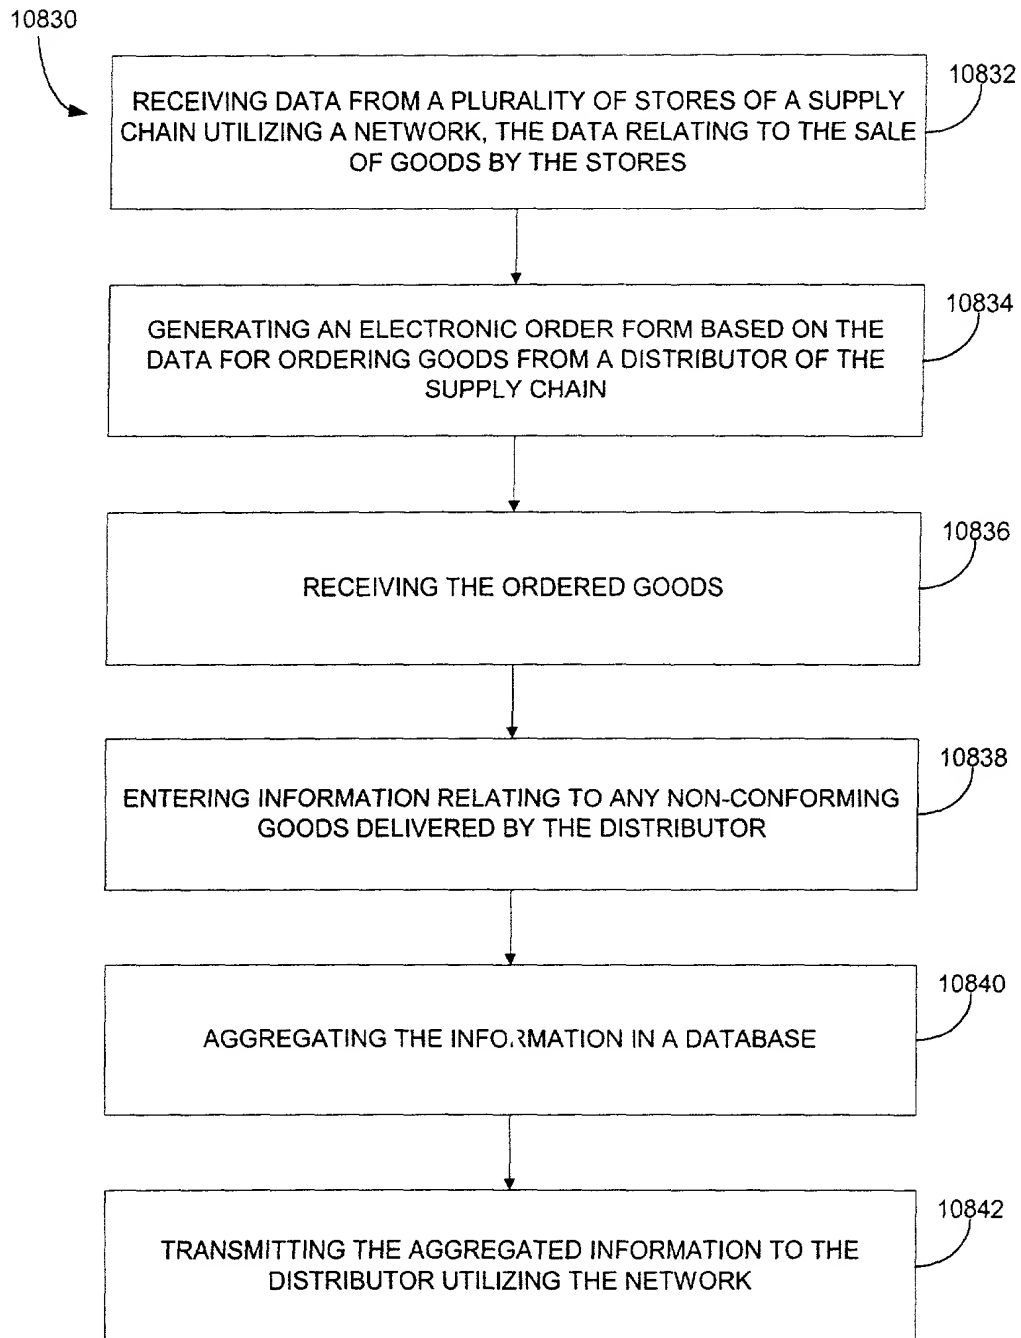 10830
10832
RECEIVING DATA FROM A PLURALITY OF STORES OF A SUPPLY
CHAIN UTILIZING A NETWORK, THE DATA RELATING TO THE SALE
OF GOODS BY THE STORES
10834
GENERATING AN ELECTRONIC ORDER FORM BASED ON THE
DATA FOR ORDERING GOODS FROM A DISTRIBUTOR OF THE
SUPPLY CHAIN
10836
RECEIVING THE ORDERED GOODS
10838
ENTERING INFORMATION RELATING TO ANY NON-CONFORMING
GOODS DELIVERED BY THE DISTRIBUTOR
10840
AGGREGATING THE INFORMATION IN A DATABASE
10842
TRANSMITTING THE AGGREGATED INFORMATION TO THE
DISTRIBUTOR UTILIZING THE NETWORK